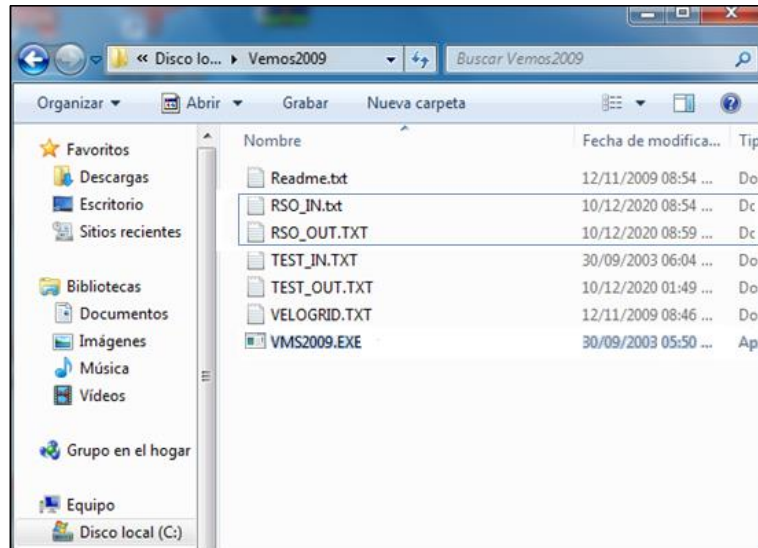 « Disco lo... ▸ Vemos2009 Buscar Vemos2009
Organizar Abrir Grabar Nueva carpeta
Favoritos
Descargas
Escritorio
Sitios recientes
Bibliotecas
Documentos
Imágenes
Música
Vídeos
Grupo en el hogar
Equipo
Disco local (C:)
Nombre Fecha de modifica... Tip
Readme.txt 12/11/2009 08:54 ... Do
RSO_IN.txt 10/12/2020 08:54 ... Dc
RSO_OUT.TXT 10/12/2020 08:59 ... Dc
TEST_IN.TXT 30/09/2003 06:04 ... Do
TEST_OUT.TXT 10/12/2020 01:49 ... Do
VELOGRID.TXT 12/11/2009 08:46 ... Do
VMS2009.EXE 30/09/2003 05:50 ... Ap